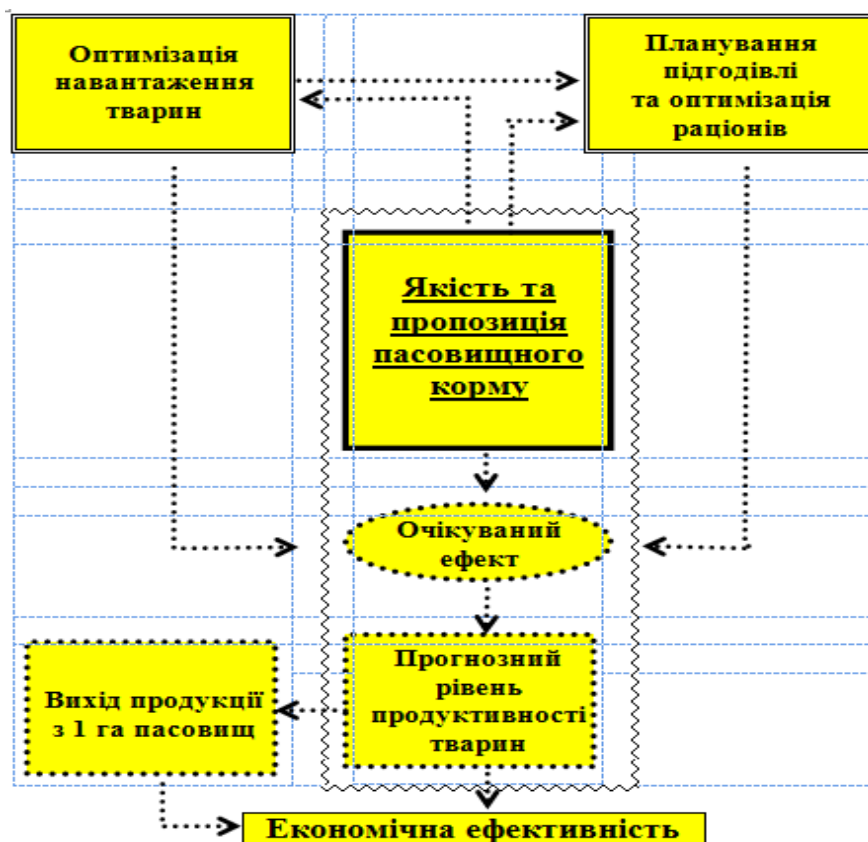 Оптимізація
навантаження
тварин
Планування
підгодівлі
та оптимізація
раціонів
Якість та
пропозиція
пасовищного
корму
Очікуваний
ефект
Прогнозний
рівень
продуктивності
тварин
Вихід продукції
з 1 га пасовищ
Економічна ефективність